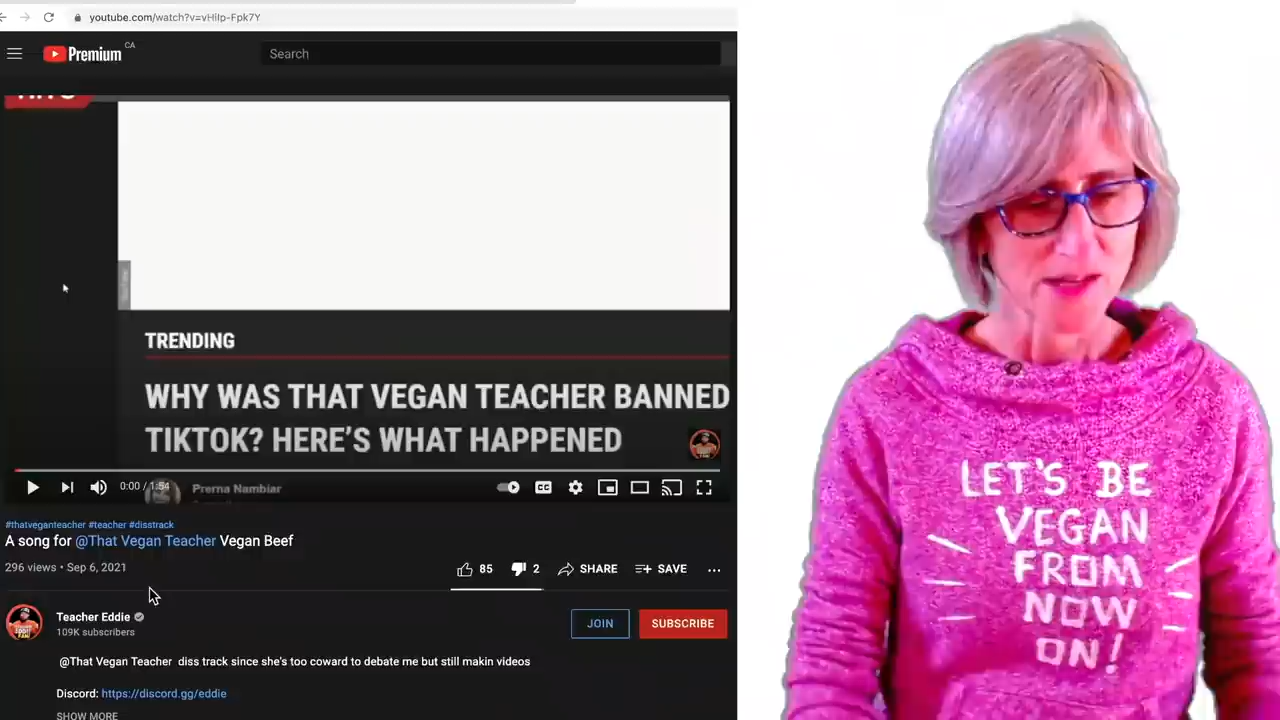 youtube.com/watch?v=vHiIp-Fpk7Y
Premium CA
Search
TRENDING
WHY WAS THAT VEGAN TEACHER BANNED
TIKTOK? HERE'S WHAT HAPPENED
0:00 / 1:54
Prerna Nambiar
CC
#thatveganteacher #teacher #disstrack
A song for @That Vegan Teacher Vegan Beef
296 views • Sep 6, 2021
85
2
SHARE
SAVE
Teacher Eddie
109K subscribers
JOIN
SUBSCRIBE
@That Vegan Teacher diss track since she's too coward to debate me but still makin videos
Discord: https://discord.gg/eddie
SHOW MORE
LET'S BE
VEGAN
FROM
NOW
ON!